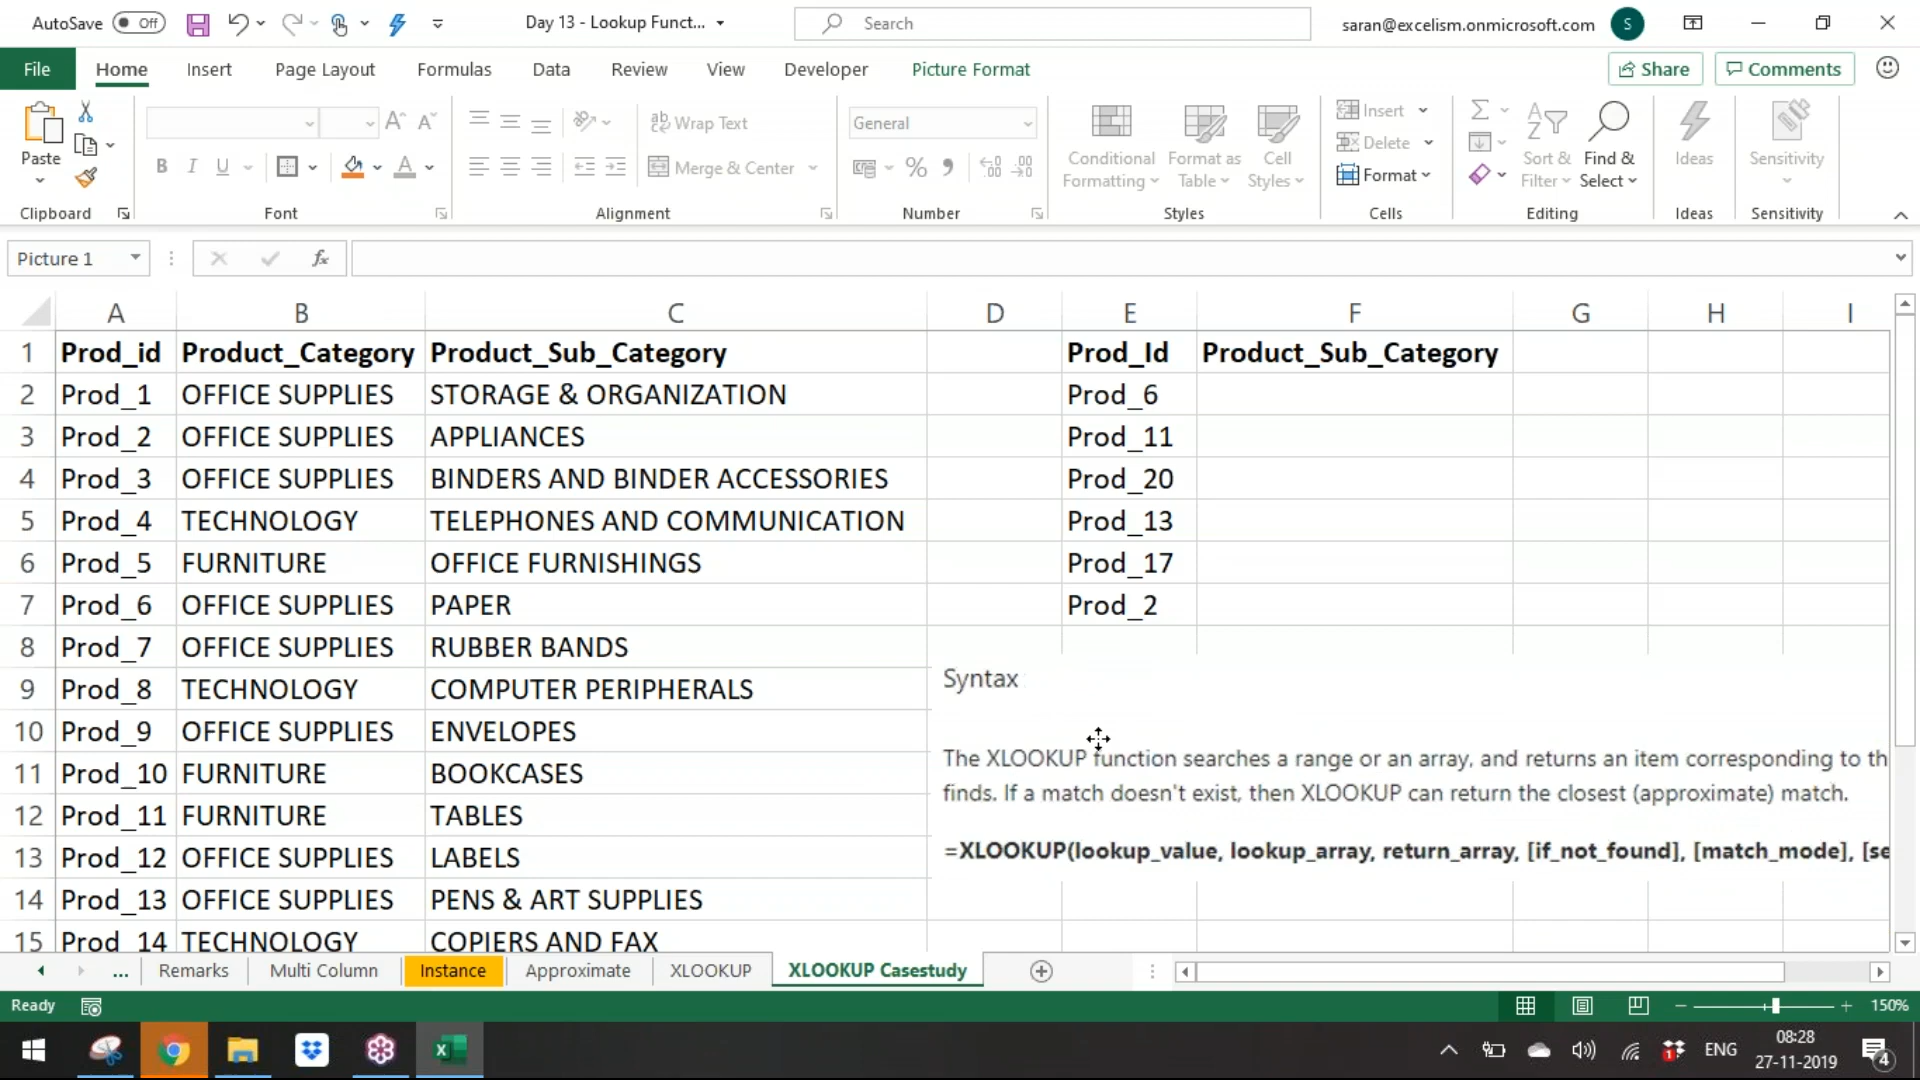 AutoSave Off Day 13 - Lookup Funct... Search saran@excelism.onmicrosoft.com S
File Home Insert Page Layout Formulas Data Review View Developer Picture Format Share Comments
Paste
B I U A
Wrap Text
Merge & Center
General
Conditional Formatting
Format as Table
Cell Styles
Insert
Delete
Format
Sort & Filter
Find & Select
Ideas
Sensitivity
Clipboard Font Alignment Number Styles Cells Editing Ideas Sensitivity
Picture 1 fx
A B C D E F G H I
1 Prod_id Product_Category Product_Sub_Category Prod_Id Product_Sub_Category
2 Prod_1 OFFICE SUPPLIES STORAGE & ORGANIZATION Prod_6
3 Prod_2 OFFICE SUPPLIES APPLIANCES Prod_11
4 Prod_3 OFFICE SUPPLIES BINDERS AND BINDER ACCESSORIES Prod_20
5 Prod_4 TECHNOLOGY TELEPHONES AND COMMUNICATION Prod_13
6 Prod_5 FURNITURE OFFICE FURNISHINGS Prod_17
7 Prod_6 OFFICE SUPPLIES PAPER Prod_2
8 Prod_7 OFFICE SUPPLIES RUBBER BANDS
9 Prod_8 TECHNOLOGY COMPUTER PERIPHERALS
10 Prod_9 OFFICE SUPPLIES ENVELOPES
11 Prod_10 FURNITURE BOOKCASES
12 Prod_11 FURNITURE TABLES
13 Prod_12 OFFICE SUPPLIES LABELS
14 Prod_13 OFFICE SUPPLIES PENS & ART SUPPLIES
15 Prod_14 TECHNOLOGY COPIERS AND FAX
Syntax
The XLOOKUP function searches a range or an array, and returns an item corresponding to th
finds. If a match doesn't exist, then XLOOKUP can return the closest (approximate) match.
=XLOOKUP(lookup_value, lookup_array, return_array, [if_not_found], [match_mode], [se
... Remarks Multi Column Instance Approximate XLOOKUP XLOOKUP Casestudy
Ready 150%
ENG 08:28
27-11-2019 4